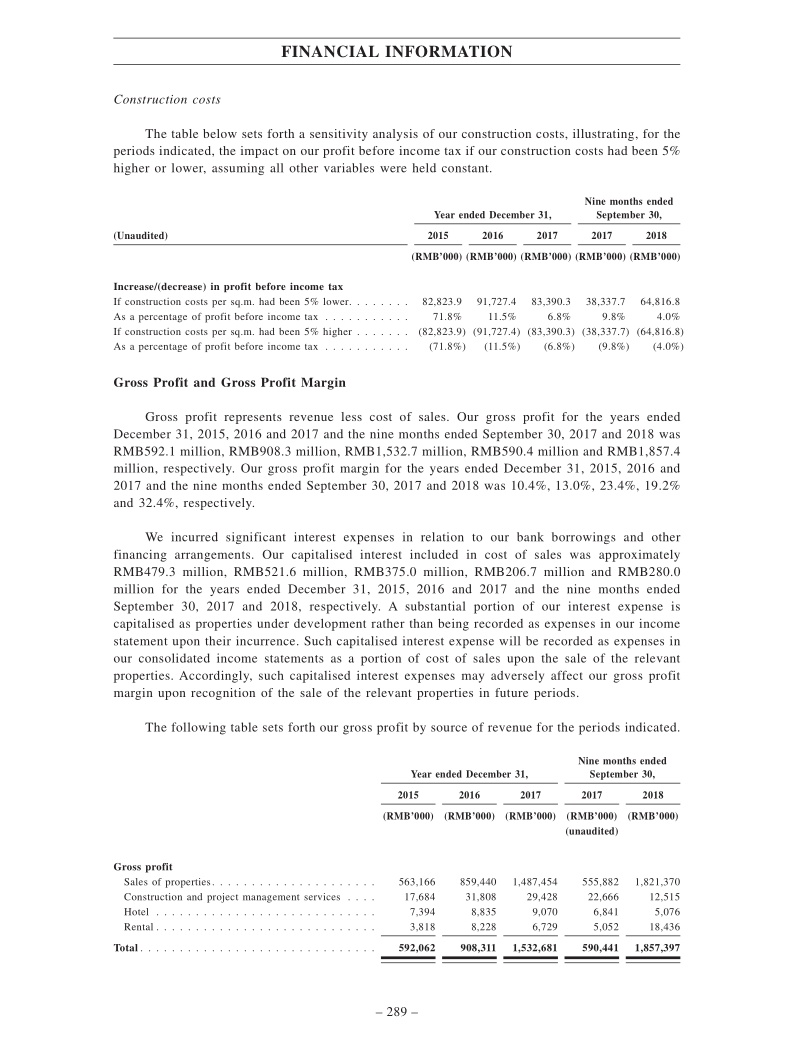 FINANCIAL INFORMATION
Construction costs
The table below sets forth a sensitivity analysis of our construction costs, illustrating, for the
periods indicated, the impact on our profit before income tax if our construction costs had been 5%
higher or lower, assuming all other variables were held constant.
Nine months ended
Year ended December 31, September 30,
(Unaudited) 2015 2016 2017 2017 2018
(RMB'000) (RMB'000) (RMB'000) (RMB'000) (RMB'000)
Increase/(decrease) in profit before income tax
If construction costs per sq.m. had been 5% lower. . . . . . . . 82,823.9 91,727.4 83,390.3 38,337.7 64,816.8
As a percentage of profit before income tax . . . . . . . . . . . 71.8% 11.5% 6.8% 9.8% 4.0%
If construction costs per sq.m. had been 5% higher . . . . . . . (82,823.9) (91,727.4) (83,390.3) (38,337.7) (64,816.8)
As a percentage of profit before income tax . . . . . . . . . . . (71.8%) (11.5%) (6.8%) (9.8%) (4.0%)
Gross Profit and Gross Profit Margin
Gross profit represents revenue less cost of sales. Our gross profit for the years ended
December 31, 2015, 2016 and 2017 and the nine months ended September 30, 2017 and 2018 was
RMB592.1 million, RMB908.3 million, RMB1,532.7 million, RMB590.4 million and RMB1,857.4
million, respectively. Our gross profit margin for the years ended December 31, 2015, 2016 and
2017 and the nine months ended September 30, 2017 and 2018 was 10.4%, 13.0%, 23.4%, 19.2%
and 32.4%, respectively.
We incurred significant interest expenses in relation to our bank borrowings and other
financing arrangements. Our capitalised interest included in cost of sales was approximately
RMB479.3 million, RMB521.6 million, RMB375.0 million, RMB206.7 million and RMB280.0
million for the years ended December 31, 2015, 2016 and 2017 and the nine months ended
September 30, 2017 and 2018, respectively. A substantial portion of our interest expense is
capitalised as properties under development rather than being recorded as expenses in our income
statement upon their incurrence. Such capitalised interest expense will be recorded as expenses in
our consolidated income statements as a portion of cost of sales upon the sale of the relevant
properties. Accordingly, such capitalised interest expenses may adversely affect our gross profit
margin upon recognition of the sale of the relevant properties in future periods.
The following table sets forth our gross profit by source of revenue for the periods indicated.
Nine months ended
Year ended December 31, September 30,
2015 2016 2017 2017 2018
(RMB'000) (RMB'000) (RMB'000) (RMB'000) (RMB'000)
(unaudited)
Gross profit
Sales of properties. . . . . . . . . . . . . . . . . . . . . 563,166 859,440 1,487,454 555,882 1,821,370
Construction and project management services . . . . 17,684 31,808 29,428 22,666 12,515
Hotel . . . . . . . . . . . . . . . . . . . . . . . . . . . . 7,394 8,835 9,070 6,841 5,076
Rental . . . . . . . . . . . . . . . . . . . . . . . . . . . . 3,818 8,228 6,729 5,052 18,436
Total . . . . . . . . . . . . . . . . . . . . . . . . . . . . . . 592,062 908,311 1,532,681 590,441 1,857,397
– 289 –